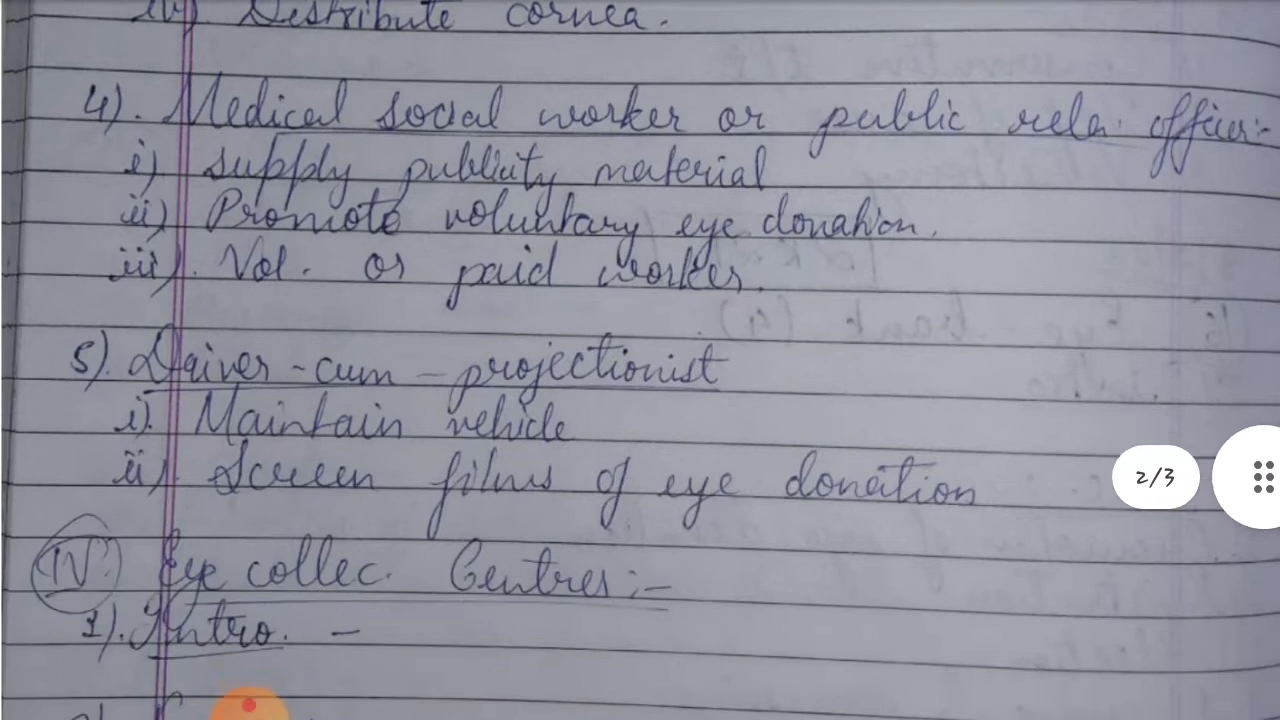 iv) Distribute cornea.
4). Medical social worker or public rela. officer:-
i) supply publicity material
ii) Promote voluntary eye donation.
iii). Vol. or paid worker.
5). Driver-cum-projectionist
i). Maintain vehicle
ii). Screen films of eye donation
2/3
IV. Eye collec. Centres:-
1). Intro. -